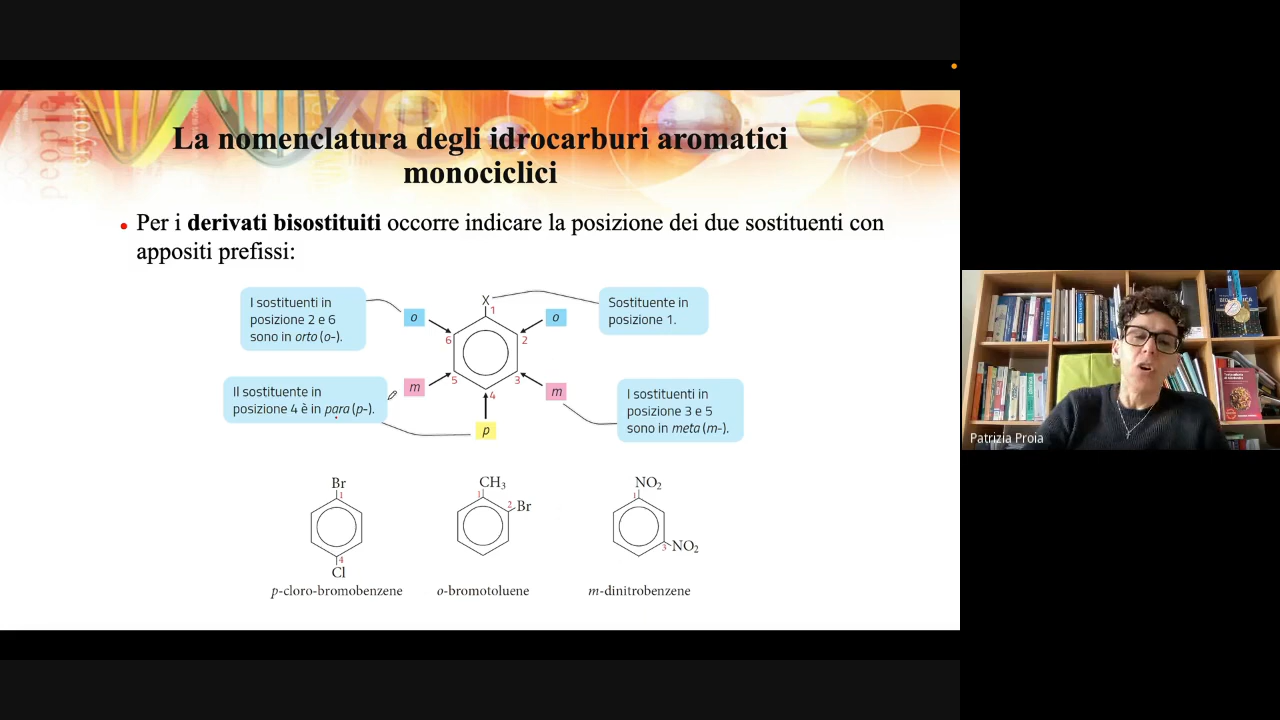 La nomenclatura degli idrocarburi aromatici
monociclici
people
eryone
• Per i derivati bisostituiti occorre indicare la posizione dei due sostituenti con
appositi prefissi:
I sostituenti in
posizione 2 e 6
sono in orto (o-).
X
1
Sostituente in
posizione 1.
o
o
6
2
5
3
m
m
4
p
Il sostituente in
posizione 4 è in para (p-).
I sostituenti in
posizione 3 e 5
sono in meta (m-).
Br
1
4
Cl
p-cloro-bromobenzene
CH3
1
2 Br
o-bromotoluene
NO2
1
3 NO2
m-dinitrobenzene
Patrizia Proia